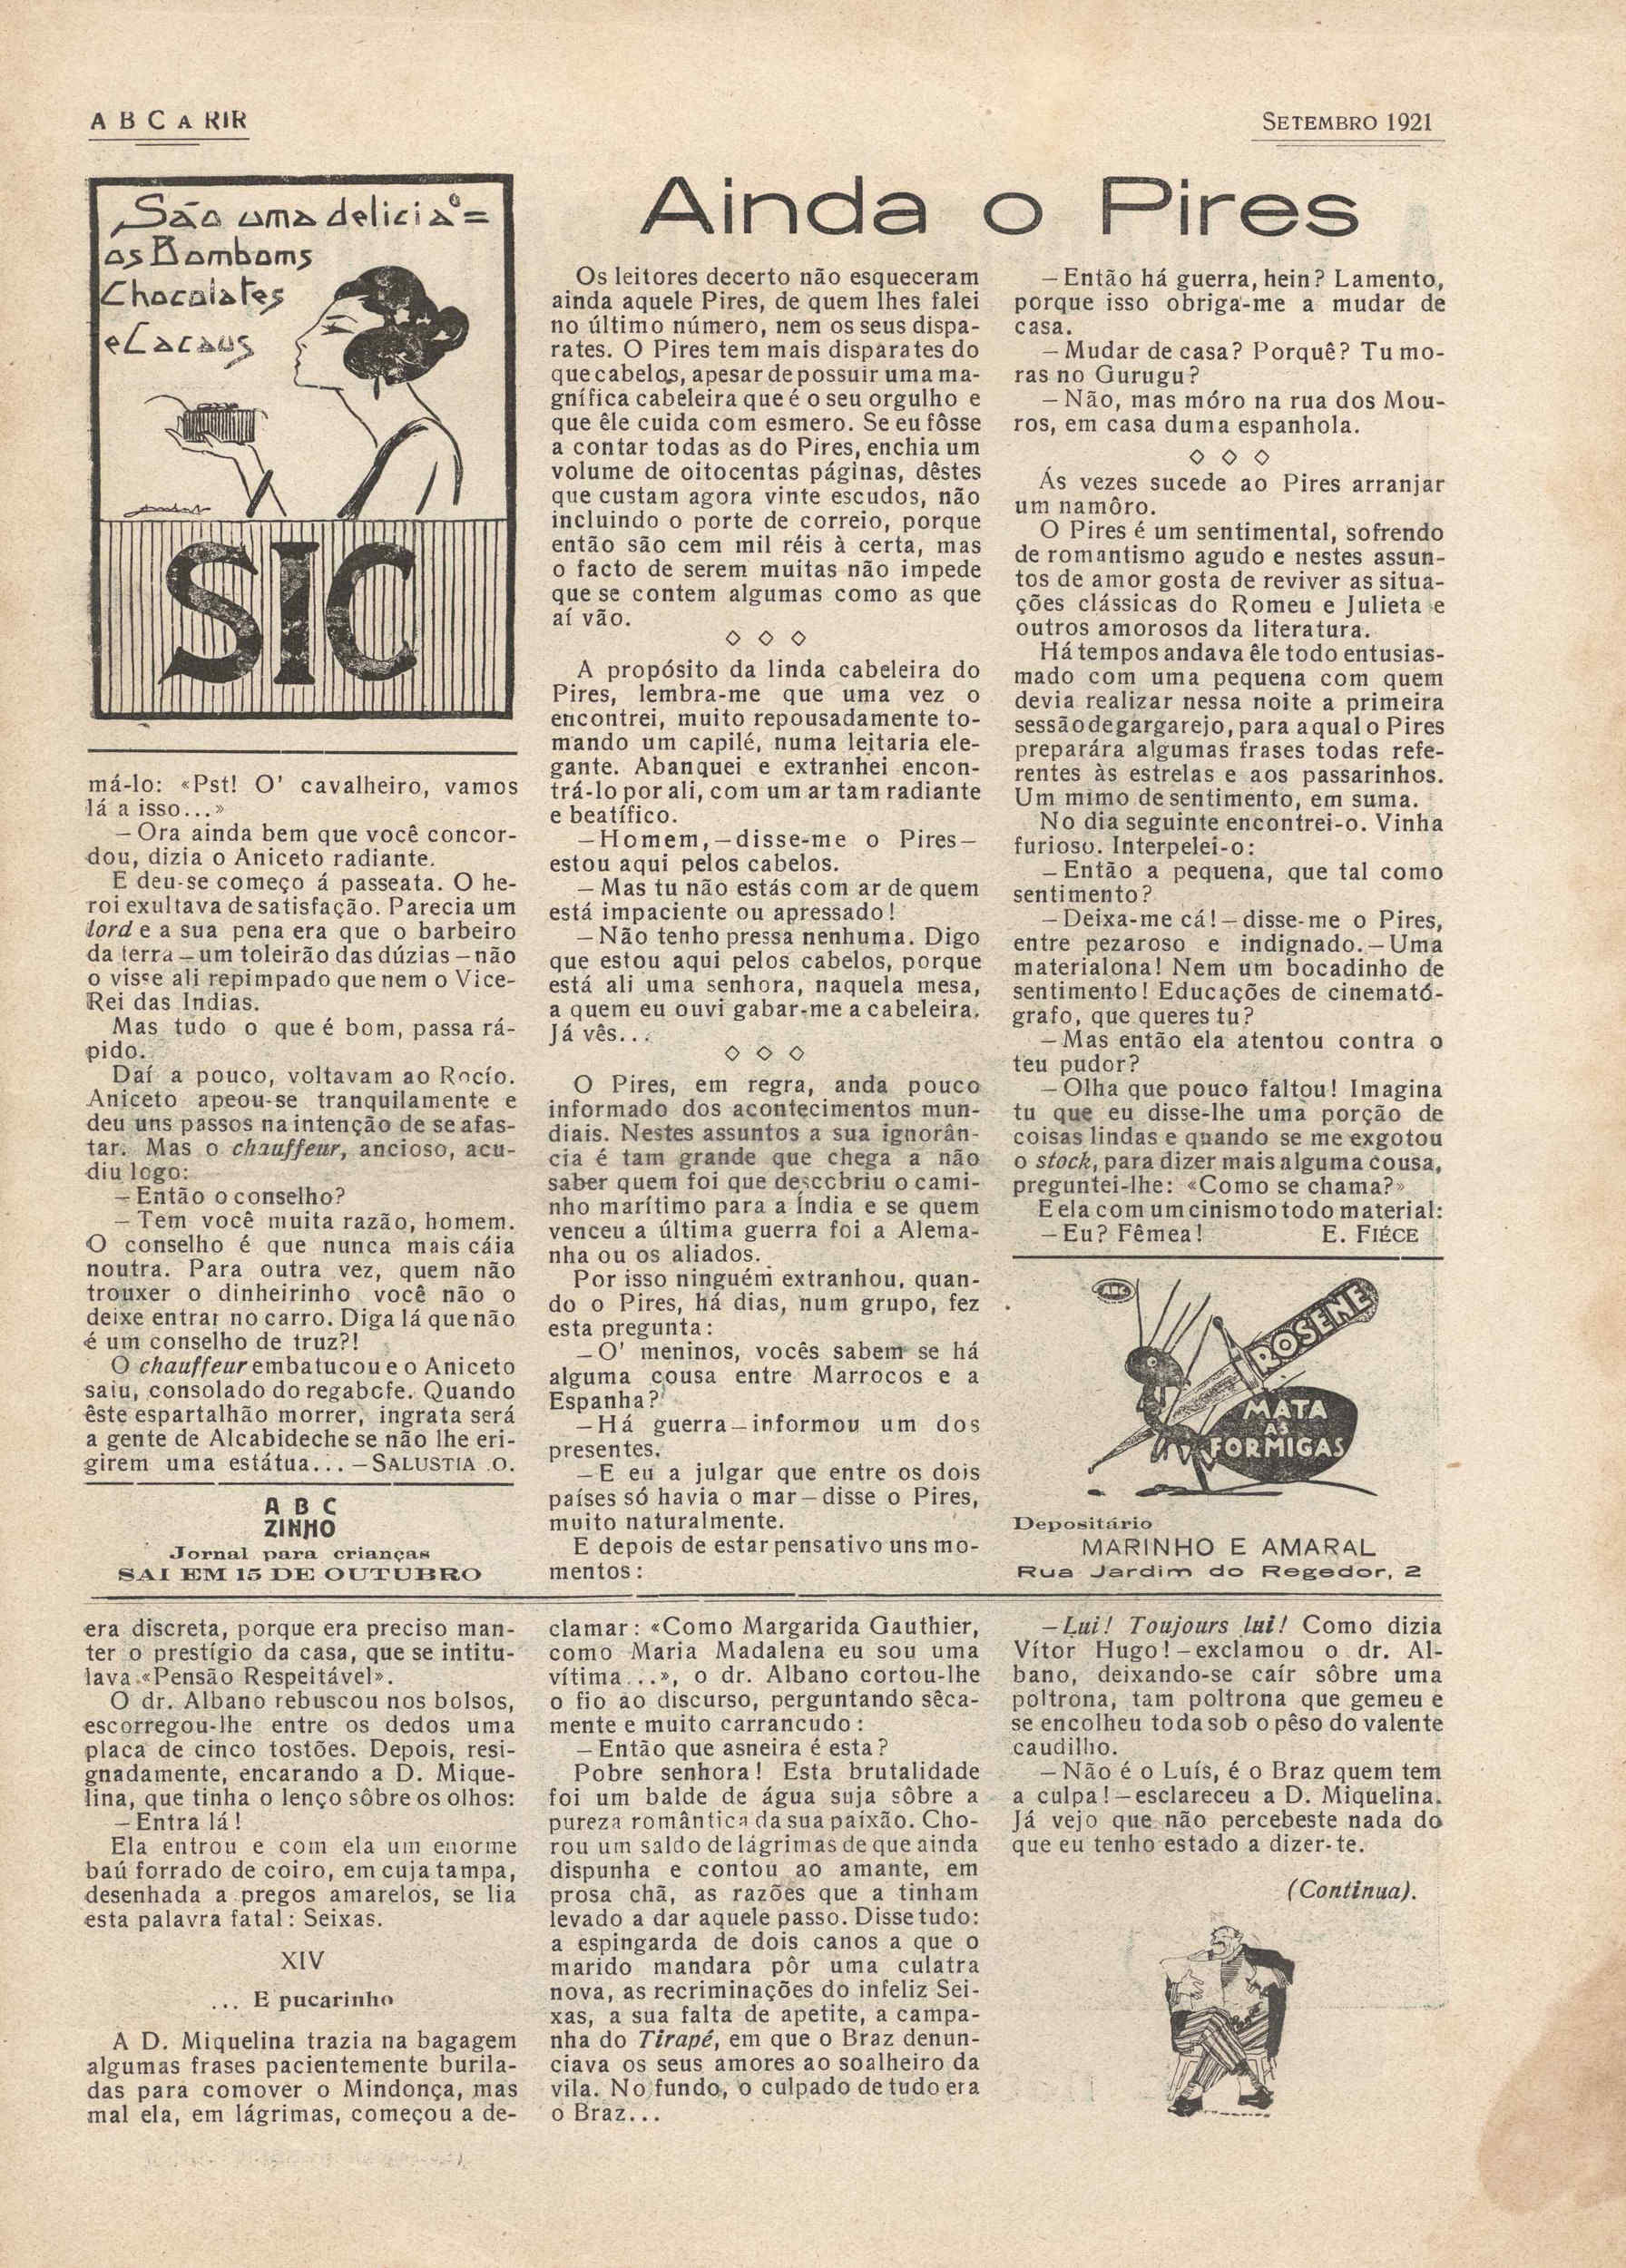 A B C A RIR
SETEMBRO 1921
São uma delicia
os Bombons
Chocolates
e Cacaus
SIC
má-lo: «Pst! O' cavalheiro, vamos
lá a isso...»
—Ora ainda bem que você concor-
dou, dizia o Aniceto radiante.
E deu-se começo á passeata. O he-
roi exultava de satisfação. Parecia um
lord e a sua pena era que o barbeiro
da terra—um toleirão das dúzias—não
o visse ali repimpado que nem o Vice-
Rei das Indias.
Mas tudo o que é bom, passa rá-
pido.
Daí a pouco, voltavam ao Rocío.
Aniceto apeou-se tranquilamente e
deu uns passos na intenção de se afas-
tar. Mas o chauffeur, ancioso, acu-
diu logo:
—Então o conselho?
—Tem você muita razão, homem.
O conselho é que nunca mais cáia
noutra. Para outra vez, quem não
trouxer o dinheirinho você não o
deixe entrar no carro. Diga lá que não
é um conselho de truz?!
O chauffeur embatucou e o Aniceto
saiu, consolado do regabofe. Quando
êste espartalhão morrer, ingrata será
a gente de Alcabideche se não lhe eri-
girem uma estátua...—SALUSTIA O.
A B C
ZINHO
Jornal para crianças
SAI EM 15 DE OUTUBRO
Ainda o Pires
Os leitores decerto não esqueceram
ainda aquele Pires, de quem lhes falei
no último número, nem os seus dispa-
rates. O Pires tem mais disparates do
que cabelos, apesar de possuir uma ma-
gnífica cabeleira que é o seu orgulho e
que êle cuida com esmero. Se eu fôsse
a contar todas as do Pires, enchia um
volume de oitocentas páginas, dêstes
que custam agora vinte escudos, não
incluindo o porte de correio, porque
então são cem mil réis à certa, mas
o facto de serem muitas não impede
que se contem algumas como as que
aí vão.
◇ ◇ ◇
A propósito da linda cabeleira do
Pires, lembra-me que uma vez o
encontrei, muito repousadamente to-
mando um capilé, numa leitaria ele-
gante. Abanquei e extranhei encon-
trá-lo por ali, com um ar tam radiante
e beatífico.
—Homem,—disse-me o Pires—
estou aqui pelos cabelos.
—Mas tu não estás com ar de quem
está impaciente ou apressado!
—Não tenho pressa nenhuma. Digo
que estou aqui pelos cabelos, porque
está ali uma senhora, naquela mesa,
a quem eu ouvi gabar-me a cabeleira.
Já vês...
◇ ◇ ◇
O Pires, em regra, anda pouco
informado dos acontecimentos mun-
diais. Nestes assuntos a sua ignorân-
cia é tam grande que chega a não
saber quem foi que descobriu o cami-
nho marítimo para a Índia e se quem
venceu a última guerra foi a Alema-
nha ou os aliados.
Por isso ninguém extranhou, quan-
do o Pires, há dias, num grupo, fez
esta pregunta:
—O' meninos, vocês sabem se há
alguma cousa entre Marrocos e a
Espanha?
—Há guerra—informou um dos
presentes.
—E eu a julgar que entre os dois
países só havia o mar—disse o Pires,
muito naturalmente.
E depois de estar pensativo uns mo-
mentos:
—Então há guerra, hein? Lamento,
porque isso obriga-me a mudar de
casa.
—Mudar de casa? Porquê? Tu mo-
ras no Gurugu?
—Não, mas móro na rua dos Mou-
ros, em casa duma espanhola.
◇ ◇ ◇
Ás vezes sucede ao Pires arranjar
um namôro.
O Pires é um sentimental, sofrendo
de romantismo agudo e nestes assun-
tos de amor gosta de reviver as situa-
ções clássicas do Romeu e Julieta e
outros amorosos da literatura.
Há tempos andava êle todo entusias-
mado com uma pequena com quem
devia realizar nessa noite a primeira
sessão de gargarejo, para a qual o Pires
preparára algumas frases todas refe-
rentes às estrelas e aos passarinhos.
Um mimo de sentimento, em suma.
No dia seguinte encontrei-o. Vinha
furioso. Interpelei-o:
—Então a pequena, que tal como
sentimento?
—Deixa-me cá!—disse-me o Pires,
entre pezaroso e indignado.—Uma
materialona! Nem um bocadinho de
sentimento! Educações de cinemató-
grafo, que queres tu?
—Mas então ela atentou contra o
teu pudor?
—Olha que pouco faltou! Imagina
tu que eu disse-lhe uma porção de
coisas lindas e quando se me exgotou
o stock, para dizer mais alguma cousa,
preguntei-lhe: «Como se chama?»
E ela com um cinismo todo material:
—Eu? Fêmea! E. FIÉCE
ROSENE
MATA
AS
FORMIGAS
Depositário
MARINHO E AMARAL
Rua Jardim do Regedor, 2
era discreta, porque era preciso man-
ter o prestígio da casa, que se intitu-
lava «Pensão Respeitável».
O dr. Albano rebuscou nos bolsos,
escorregou-lhe entre os dedos uma
placa de cinco tostões. Depois, resi-
gnadamente, encarando a D. Mique-
lina, que tinha o lenço sôbre os olhos:
—Entra lá!
Ela entrou e com ela um enorme
baú forrado de coiro, em cuja tampa,
desenhada a pregos amarelos, se lia
esta palavra fatal: Seixas.
XIV
... E pucarinho
A D. Miquelina trazia na bagagem
algumas frases pacientemente burila-
das para comover o Mindonça, mas
mal ela, em lágrimas, começou a de-
clamar: «Como Margarida Gauthier,
como Maria Madalena eu sou uma
vítima...», o dr. Albano cortou-lhe
o fio ao discurso, perguntando sêca-
mente e muito carrancudo:
—Então que asneira é esta?
Pobre senhora! Esta brutalidade
foi um balde de água suja sôbre a
pureza romântica da sua paixão. Cho-
rou um saldo de lágrimas de que ainda
dispunha e contou ao amante, em
prosa chã, as razões que a tinham
levado a dar aquele passo. Disse tudo:
a espingarda de dois canos a que o
marido mandara pôr uma culatra
nova, as recriminações do infeliz Sei-
xas, a sua falta de apetite, a campa-
nha do Tirapé, em que o Braz denun-
ciava os seus amores ao soalheiro da
vila. No fundo, o culpado de tudo era
o Braz...
—Lui! Toujours lui! Como dizia
Vítor Hugo!—exclamou o dr. Al-
bano, deixando-se caír sôbre uma
poltrona, tam poltrona que gemeu e
se encolheu toda sob o pêso do valente
caudilho.
—Não é o Luís, é o Braz quem tem
a culpa!—esclareceu a D. Miquelina.
Já vejo que não percebeste nada do
que eu tenho estado a dizer-te.
(Continua).